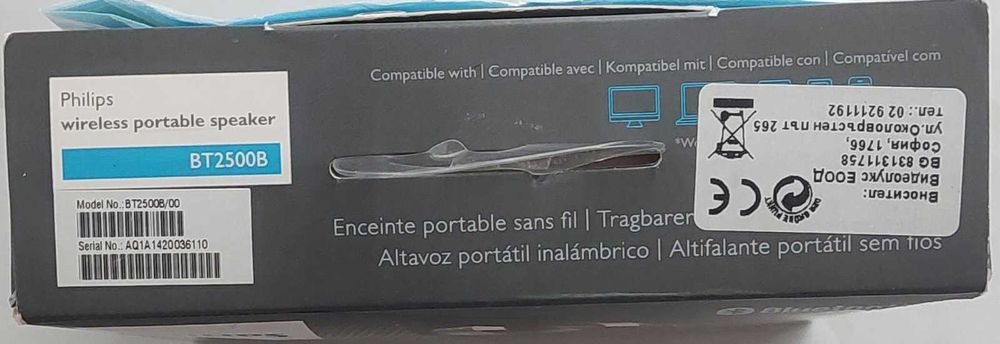 Philips
wireless portable speaker
BT2500B
Model No.:BT2500B/00
Serial No.: AQ1A1420036110
Compatible with | Compatible avec | Kompatibel mit | Compatible con | Compatível com
Enceinte portable sans fil | Tragbarer
Altavoz portátil inalámbrico | Altifalante portátil sem fios
Вносител:
Видеолукс ЕООД
BG 831311758
София, 1766,
ул.Околовръстен път 265
тел.: 02 9211192
CE
Bluetooth